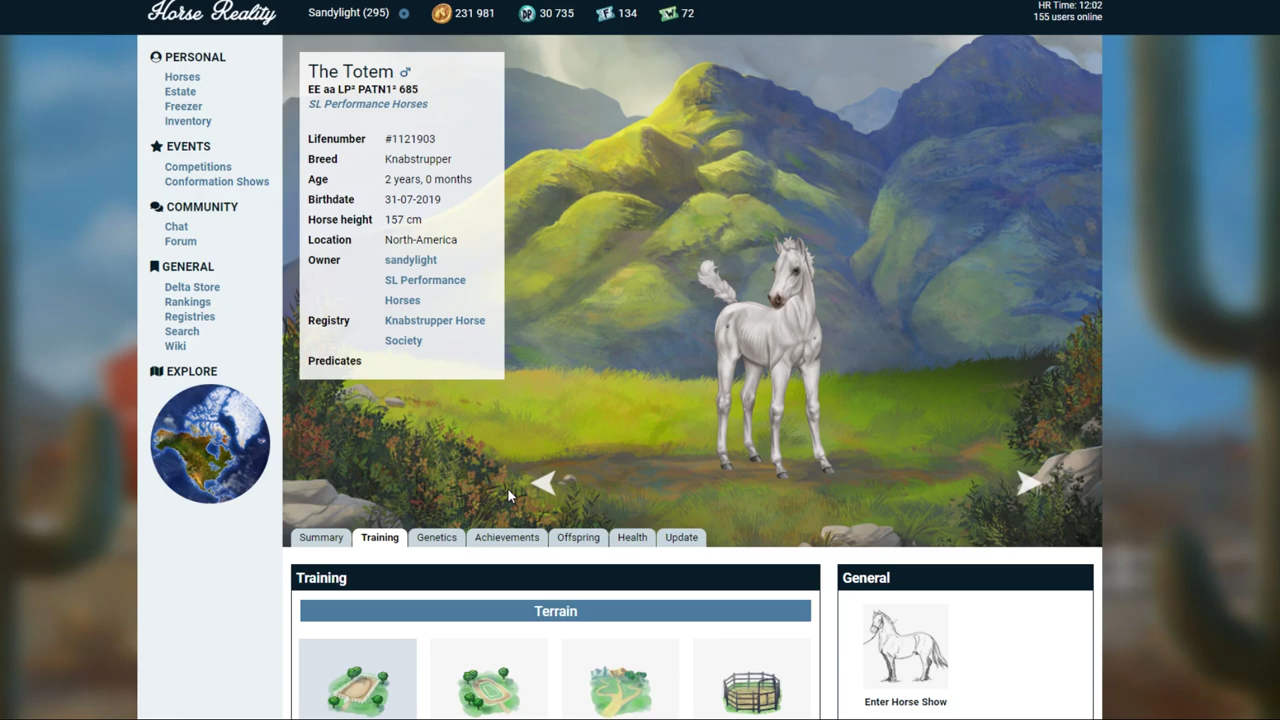 Horse Reality
Sandylight (295)
231 981
DP
30 735
134
72
HR Time: 12:02
155 users online
PERSONAL
Horses
Estate
Freezer
Inventory
EVENTS
Competitions
Conformation Shows
COMMUNITY
Chat
Forum
GENERAL
Delta Store
Rankings
Registries
Search
Wiki
EXPLORE
The Totem ♂
EE aa LP² PATN1² 685
SL Performance Horses
Lifenumber #1121903
Breed Knabstrupper
Age 2 years, 0 months
Birthdate 31-07-2019
Horse height 157 cm
Location North-America
Owner sandylight
SL Performance
Horses
Registry Knabstrupper Horse
Society
Predicates
Summary Training Genetics Achievements Offspring Health Update
Training
Terrain
General
Enter Horse Show